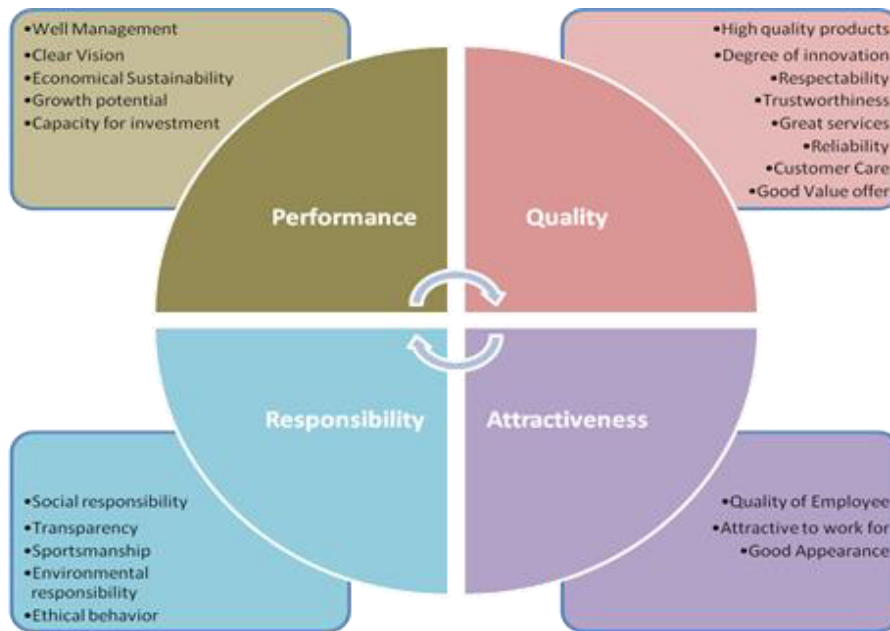 •Well Management
•Clear Vision
•Economical Sustainability
•Growth potential
•Capacity for investment
•High quality products
•Degree of innovation
•Respectability
•Trustworthiness
•Great services
•Reliability
•Customer Care
•Good Value offer
Performance
Quality
Responsibility
Attractiveness
•Social responsibility
•Transparency
•Sportsmanship
•Environmental
responsibility
•Ethical behavior
•Quality of Employee
•Attractive to work for
•Good Appearance